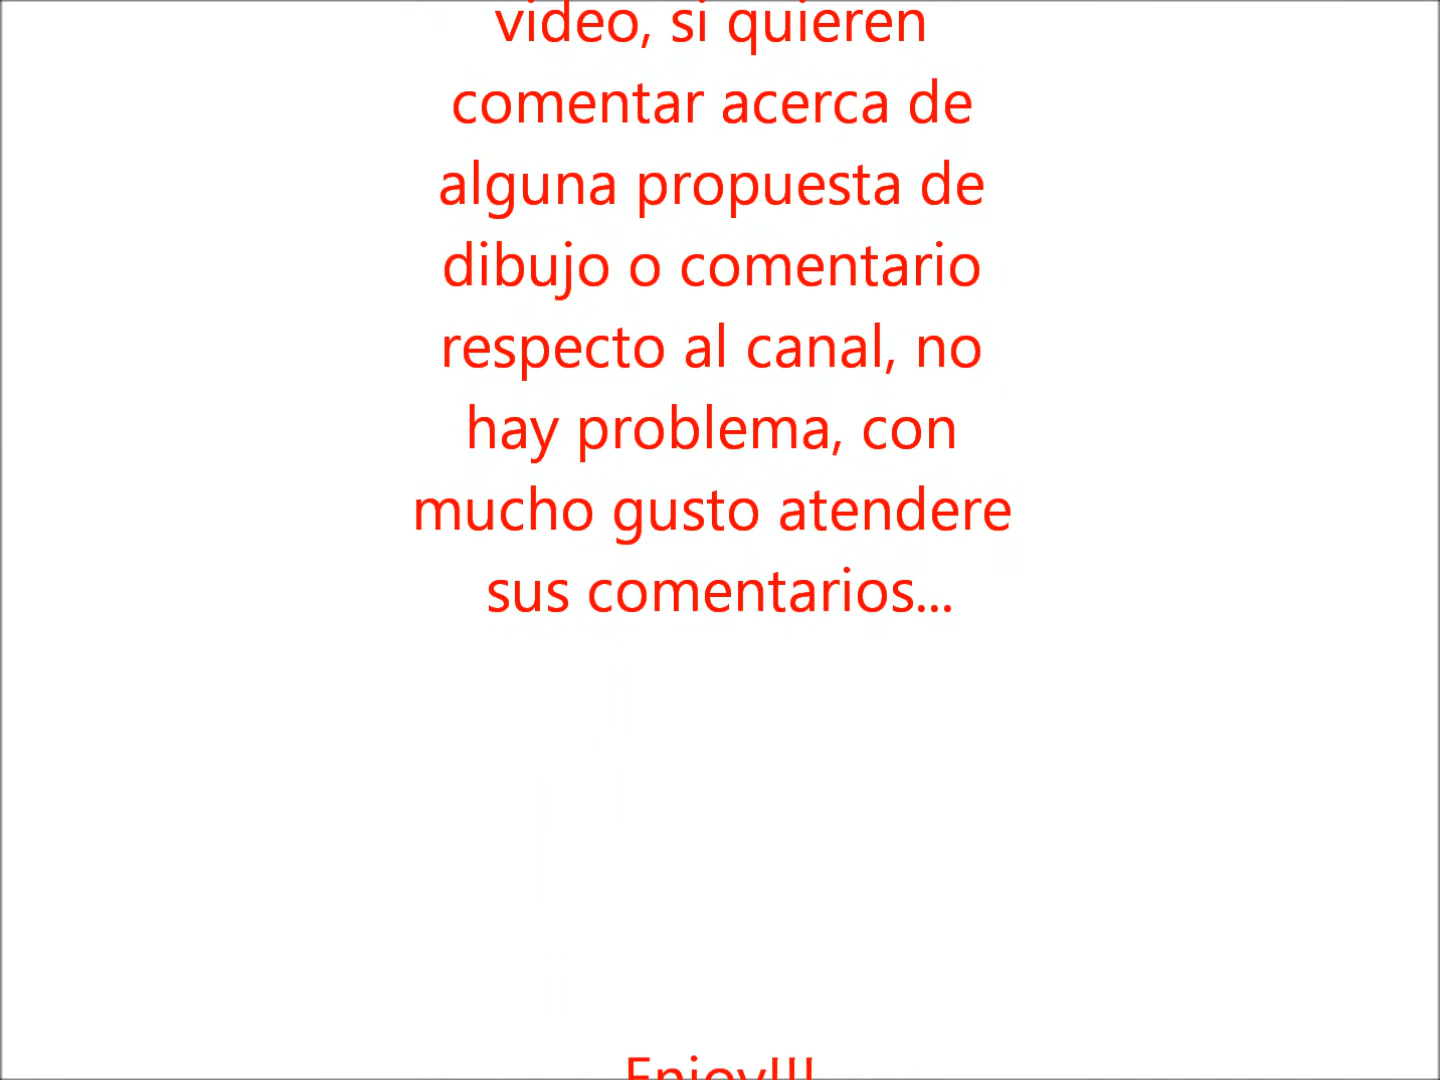 video, si quieren
comentar acerca de
alguna propuesta de
dibujo o comentario
respecto al canal, no
hay problema, con
mucho gusto atendere
sus comentarios...
Enjoy!!!